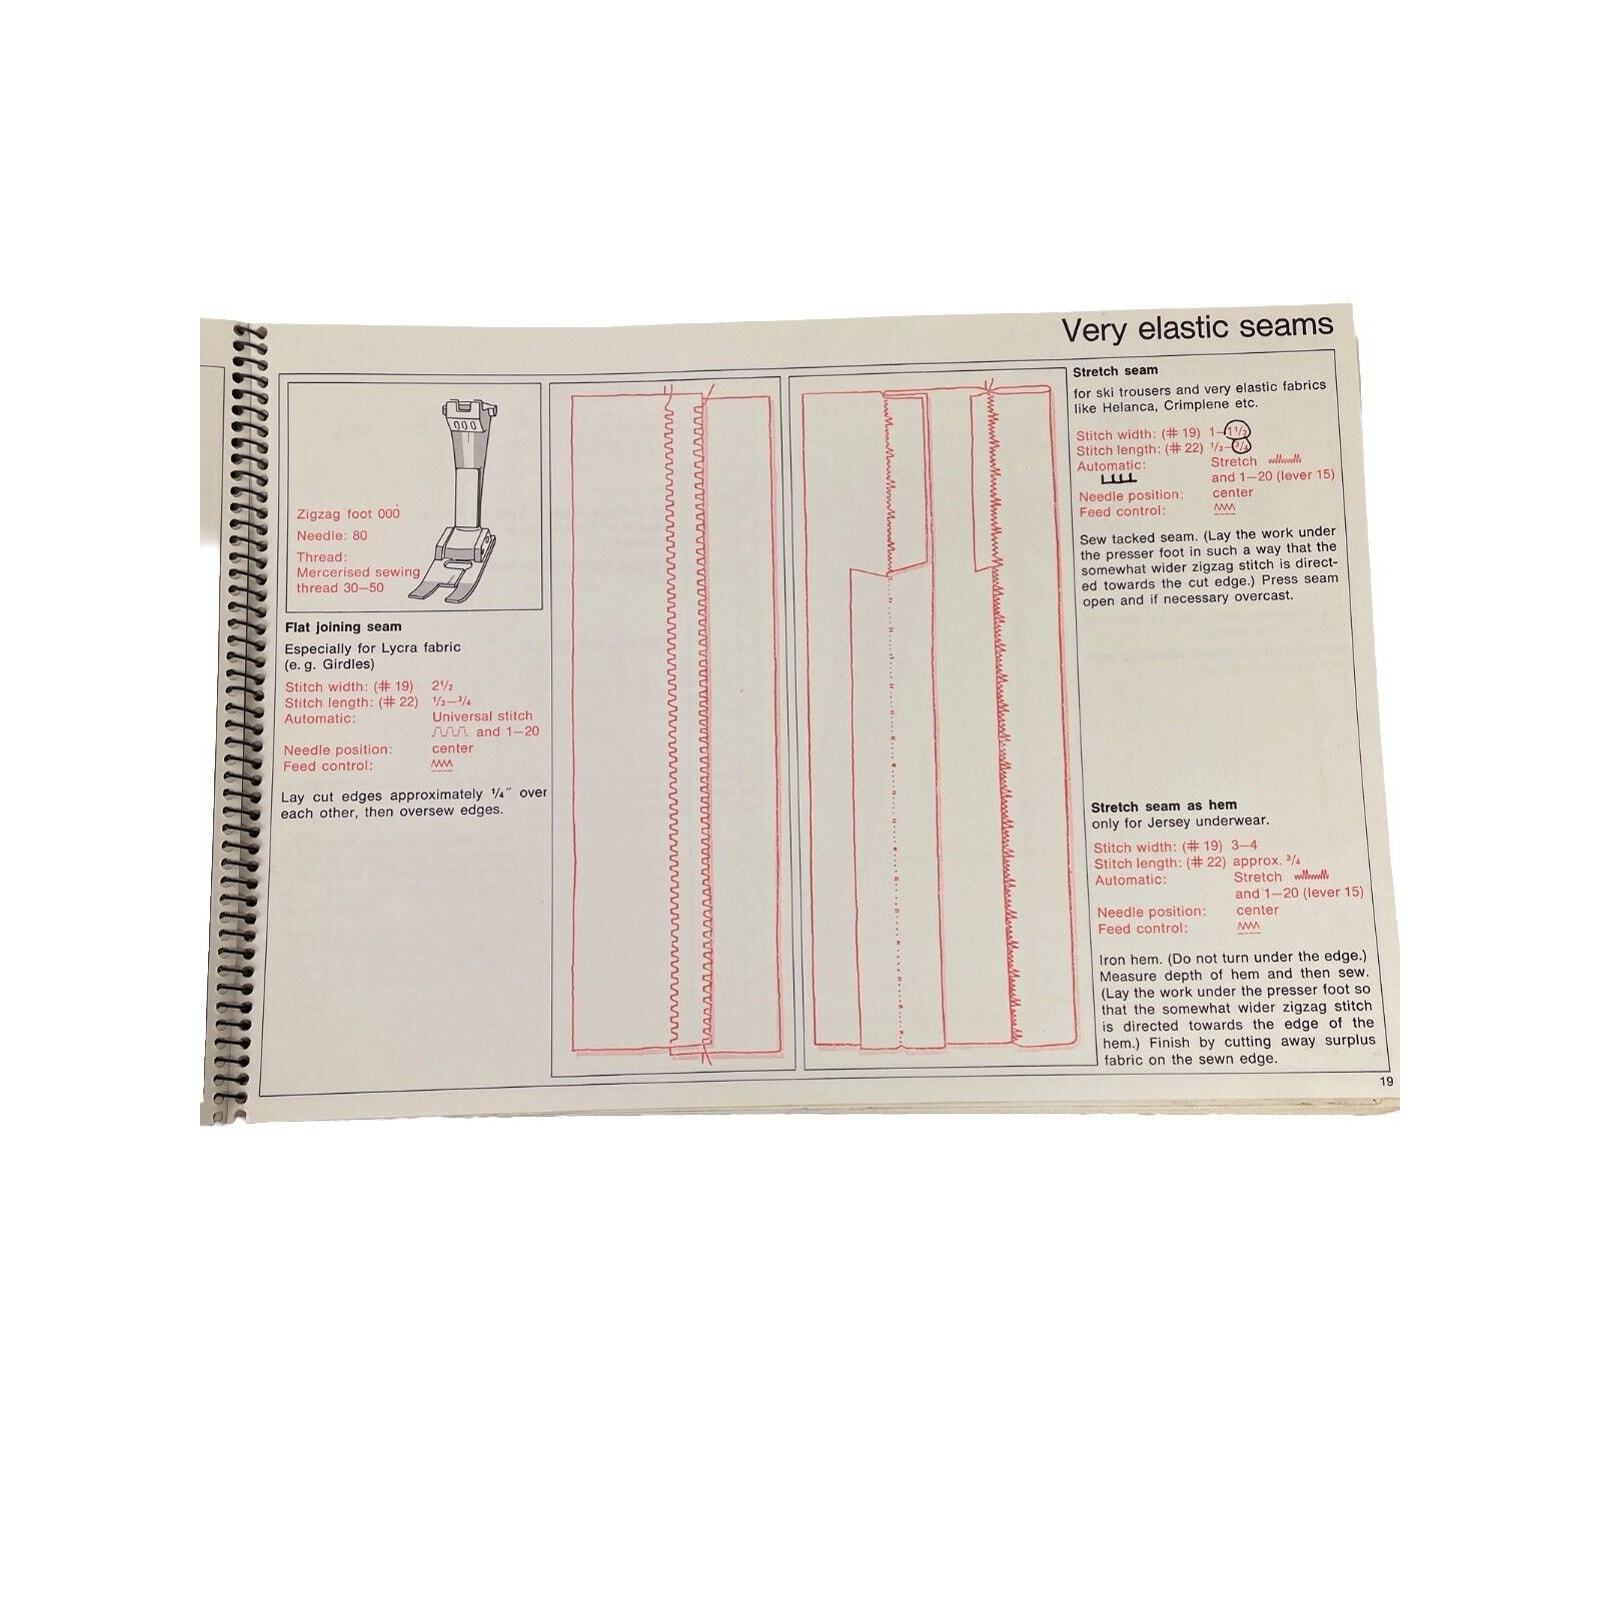 Very elastic seams
000
Zigzag foot 000
Needle: 80
Thread:
Mercerised sewing
thread 30–50
Flat joining seam
Especially for Lycra fabric
(e. g. Girdles)
Stitch width: (# 19) 2½
Stitch length: (# 22) ½–¾
Automatic: Universal stitch
and 1–20
Needle position: center
Feed control:
Lay cut edges approximately ¼" over
each other, then oversew edges.
Stretch seam
for ski trousers and very elastic fabrics
like Helanca, Crimplene etc.
Stitch width: (# 19) 1–1½
Stitch length: (# 22) ½–¾
Automatic: Stretch
and 1–20 (lever 15)
Needle position: center
Feed control:
Sew tacked seam. (Lay the work under
the presser foot in such a way that the
somewhat wider zigzag stitch is direct-
ed towards the cut edge.) Press seam
open and if necessary overcast.
Stretch seam as hem
only for Jersey underwear.
Stitch width: (# 19) 3–4
Stitch length: (# 22) approx. ¾
Automatic: Stretch
and 1–20 (lever 15)
Needle position: center
Feed control:
Iron hem. (Do not turn under the edge.)
Measure depth of hem and then sew.
(Lay the work under the presser foot so
that the somewhat wider zigzag stitch
is directed towards the edge of the
hem.) Finish by cutting away surplus
fabric on the sewn edge.
19